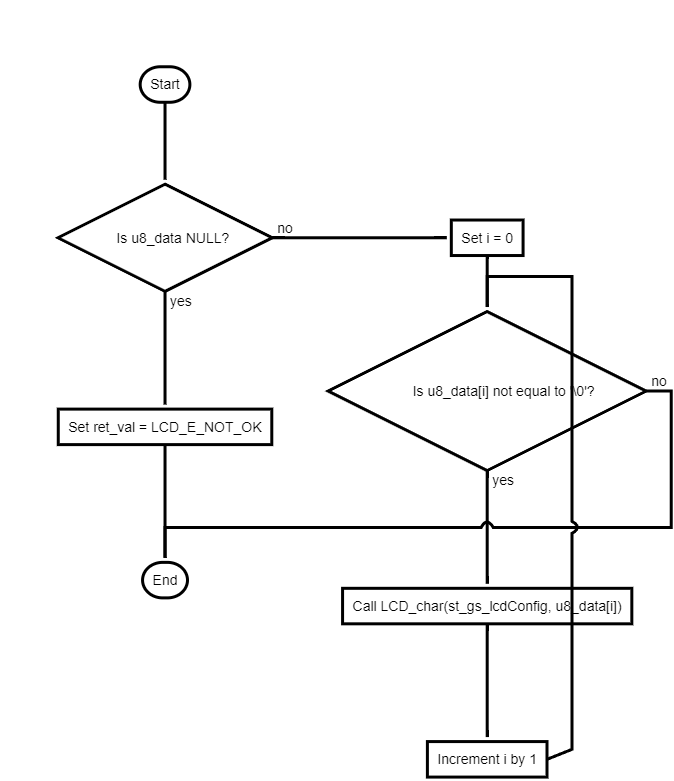 Start
Is u8_data NULL?
no
Set i = 0
yes
Set ret_val = LCD_E_NOT_OK
Is u8_data[i] not equal to '\0'?
no
yes
End
Call LCD_char(st_gs_lcdConfig, u8_data[i])
Increment i by 1